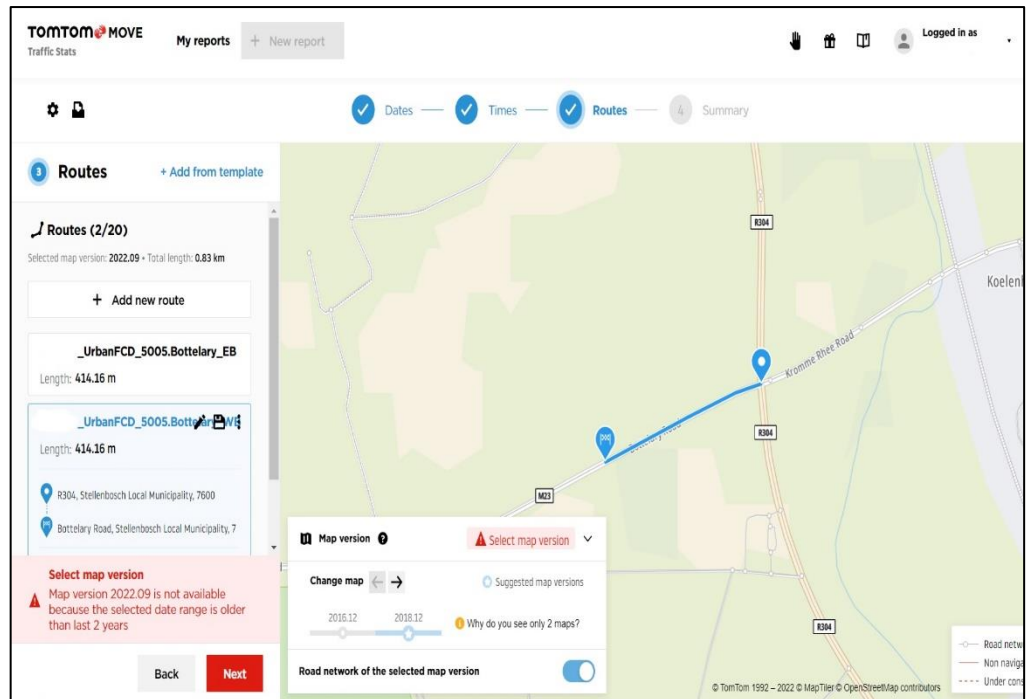 TOMTOM MOVE
Traffic Stats
My reports
+ New report
Logged in as
Dates
Times
Routes
4 Summary
3 Routes
+ Add from template
Routes (2/20)
Selected map version: 2022.09 • Total length: 0.83 km
+ Add new route
_UrbanFCD_5005.Bottelary_EB
Length: 414.16 m
_UrbanFCD_5005.Bottelary_WB
Length: 414.16 m
R304, Stellenbosch Local Municipality, 7600
Bottelary Road, Stellenbosch Local Municipality, 7
Select map version
Map version 2022.09 is not available
because the selected date range is older
than last 2 years
Back
Next
R304
Koelen
Kromme Rhee Road
R304
M23
Map version
Select map version
Change map
Suggested map versions
2016.12
2018.12
Why do you see only 2 maps?
Road network of the selected map version
R304
Road netw
Non naviga
Under cons
© TomTom 1992 – 2022 © MapTiler © OpenStreetMap contributors